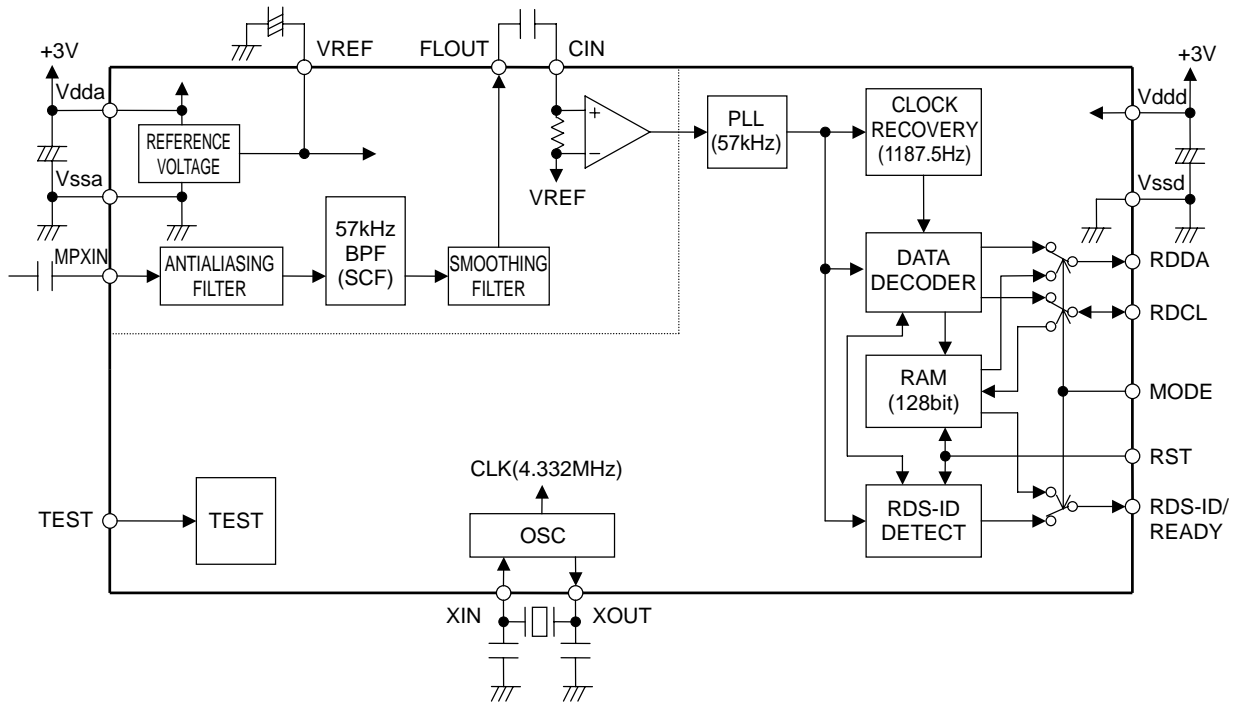 VREF
FLOUT
CIN
+3V
+3V
Vdda
Vddd
REFERENCE
VOLTAGE
+
−
VREF
PLL
(57kHz)
CLOCK
RECOVERY
(1187.5Hz)
Vssa
Vssd
MPXIN
ANTIALIASING
FILTER
57kHz
BPF
(SCF)
SMOOTHING
FILTER
DATA
DECODER
RDDA
RDCL
RAM
(128bit)
MODE
RST
CLK(4.332MHz)
TEST
TEST
OSC
RDS-ID
DETECT
RDS-ID/
READY
XIN
XOUT